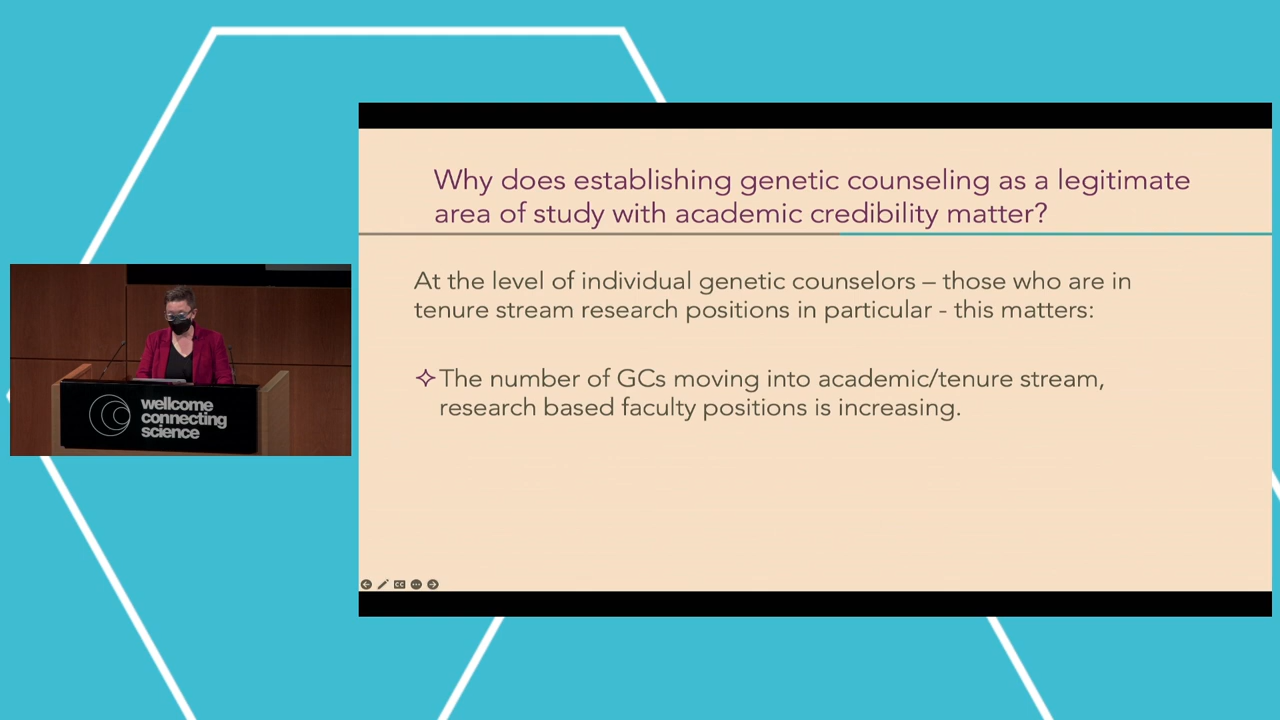 Why does establishing genetic counseling as a legitimate
area of study with academic credibility matter?
At the level of individual genetic counselors – those who are in
tenure stream research positions in particular - this matters:
The number of GCs moving into academic/tenure stream,
research based faculty positions is increasing.
wellcome
connecting
science
CC